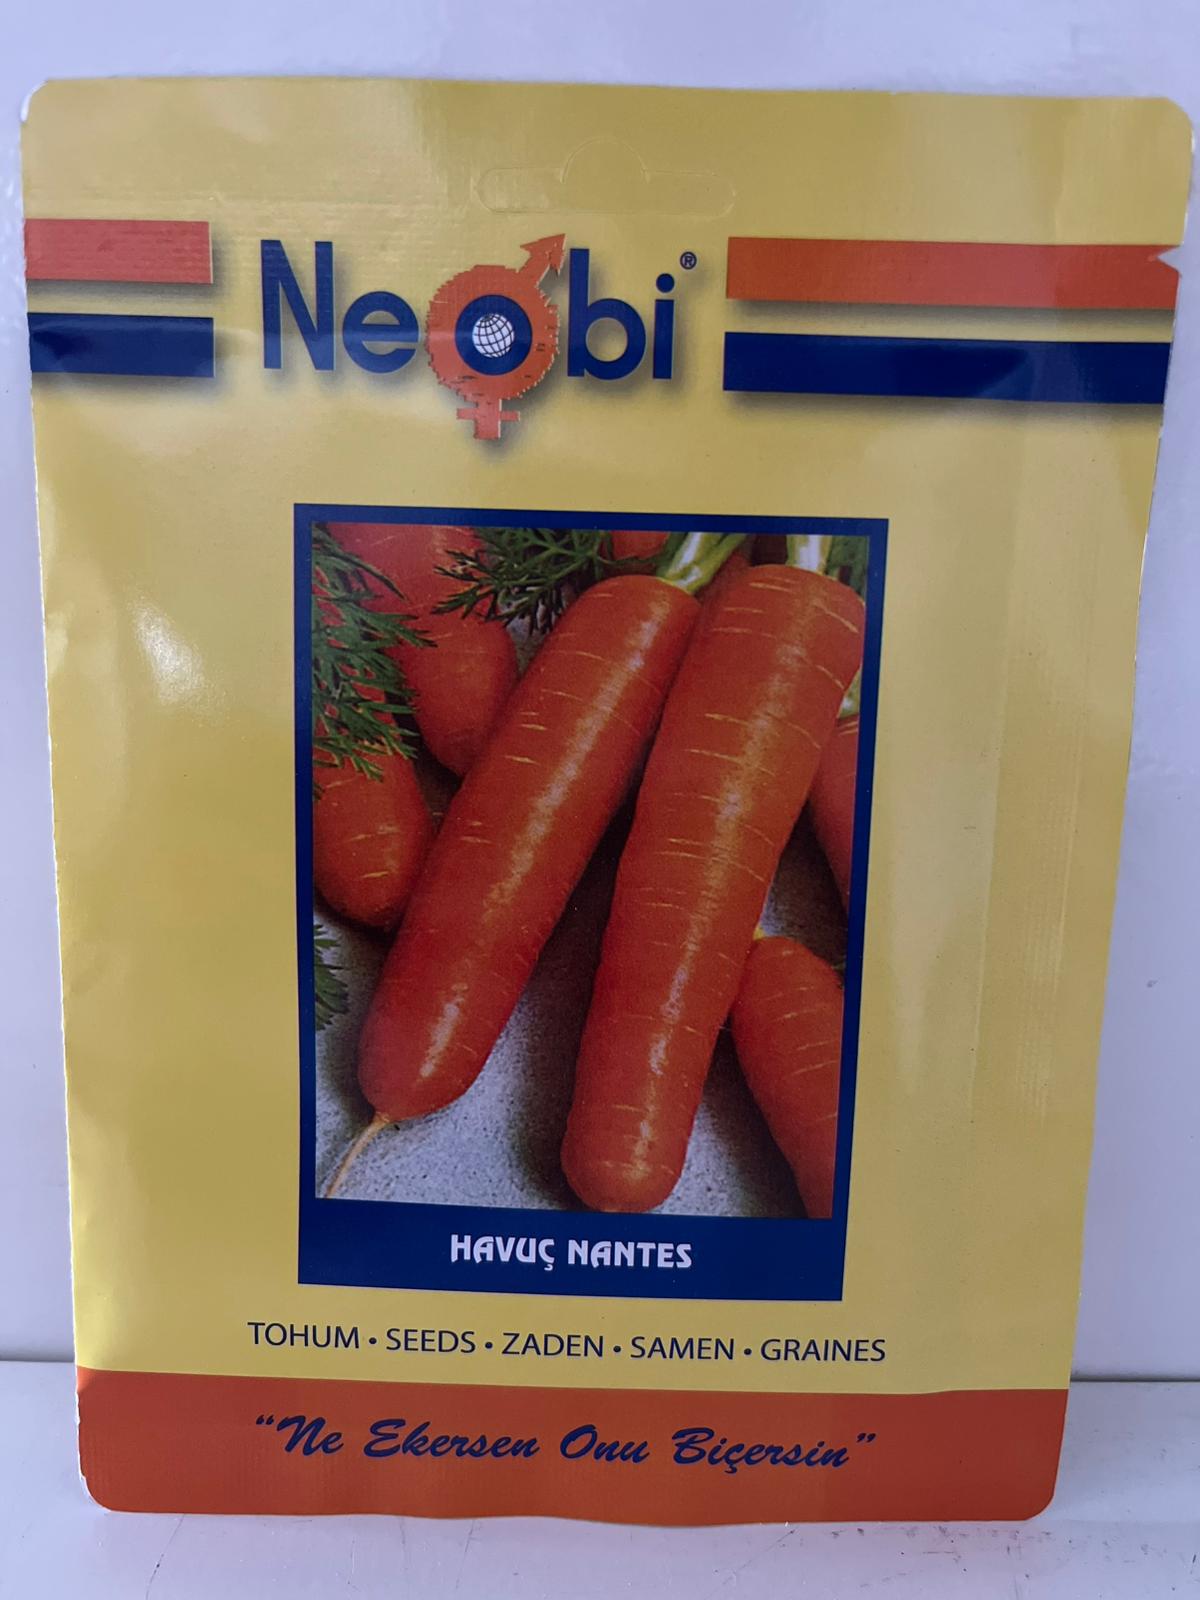 Neobi®
HAVUÇ NANTES
TOHUM • SEEDS • ZADEN • SAMEN • GRAINES
"Ne Ekersen Onu Biçersin"